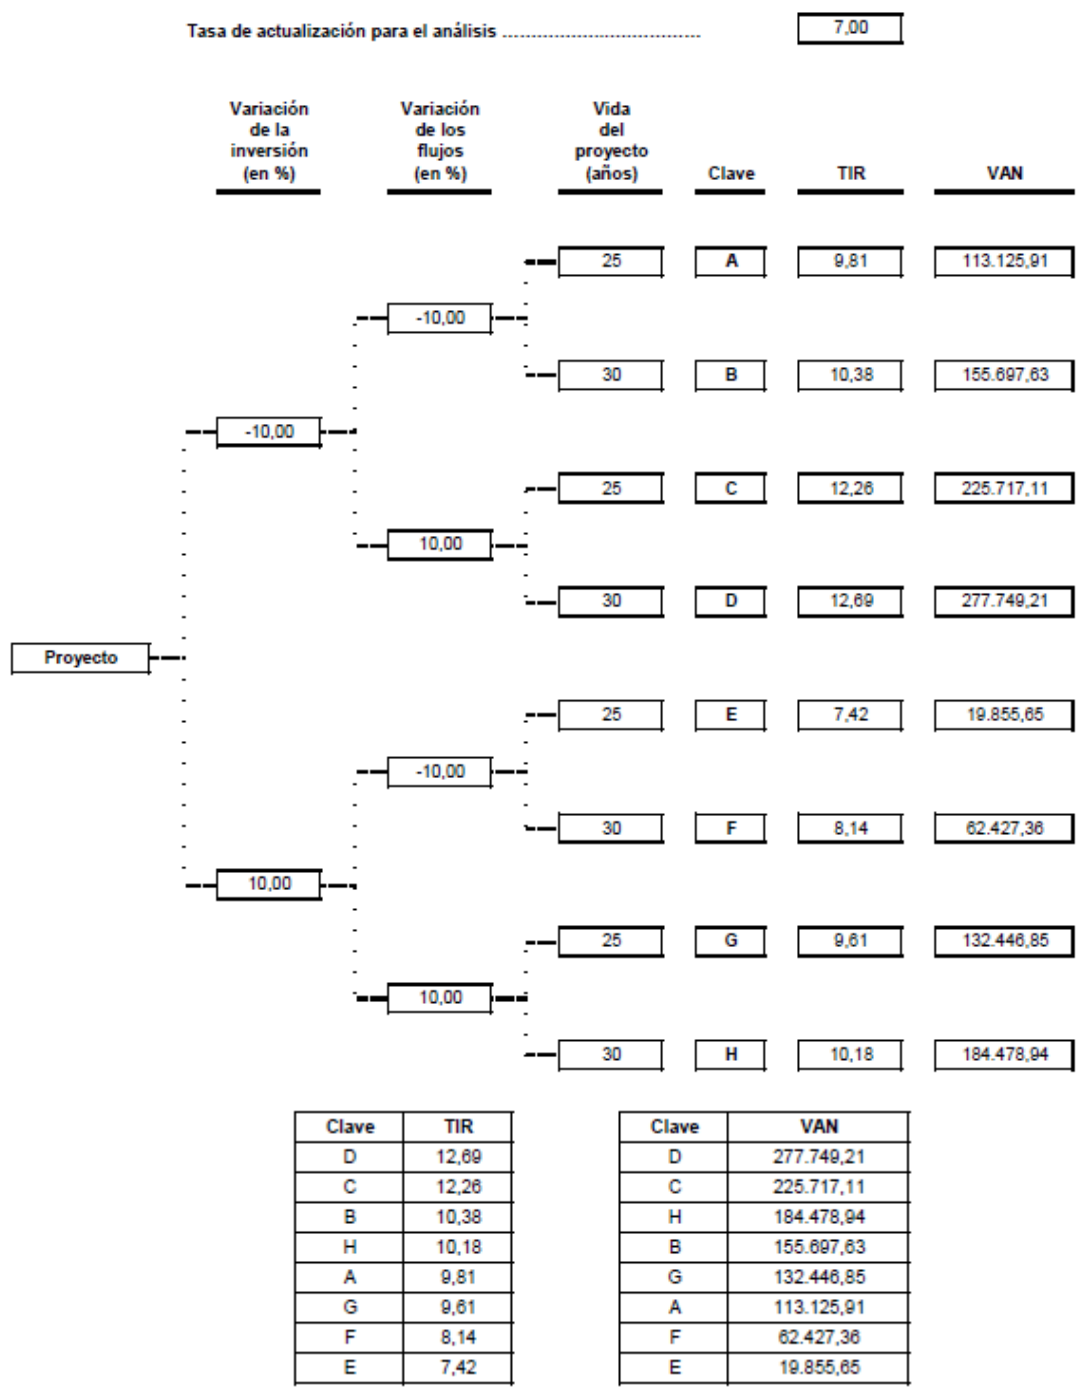 Tasa de actualización para el análisis ................................... 7,00
Variación de la inversión (en %)
Variación de los flujos (en %)
Vida del proyecto (años)
Clave
TIR
VAN
25 A 9,81 113.125,91
-10,00
30 B 10,38 155.697,63
-10,00
25 C 12,26 225.717,11
10,00
30 D 12,69 277.749,21
Proyecto
25 E 7,42 19.855,65
-10,00
30 F 8,14 62.427,36
10,00
25 G 9,61 132.446,85
10,00
30 H 10,18 184.478,94
Clave TIR
D 12,69
C 12,26
B 10,38
H 10,18
A 9,81
G 9,61
F 8,14
E 7,42
Clave VAN
D 277.749,21
C 225.717,11
H 184.478,94
B 155.697,63
G 132.446,85
A 113.125,91
F 62.427,36
E 19.855,65